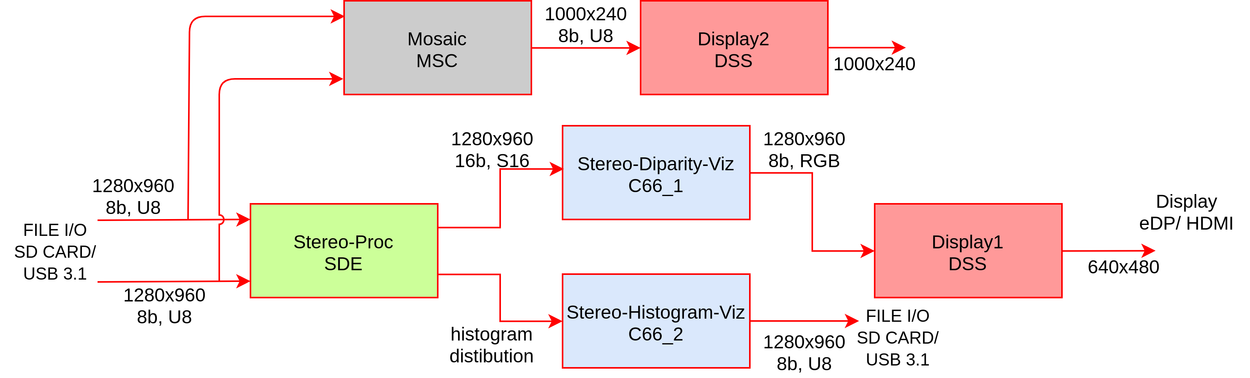 Mosaic
MSC
1000x240
8b, U8
Display2
DSS
1000x240
1280x960
16b, S16
Stereo-Diparity-Viz
C66_1
1280x960
8b, RGB
1280x960
8b, U8
FILE I/O
SD CARD/
USB 3.1
1280x960
8b, U8
Stereo-Proc
SDE
histogram
distibution
Stereo-Histogram-Viz
C66_2
1280x960
8b, U8
FILE I/O
SD CARD/
USB 3.1
Display1
DSS
Display
eDP/ HDMI
640x480